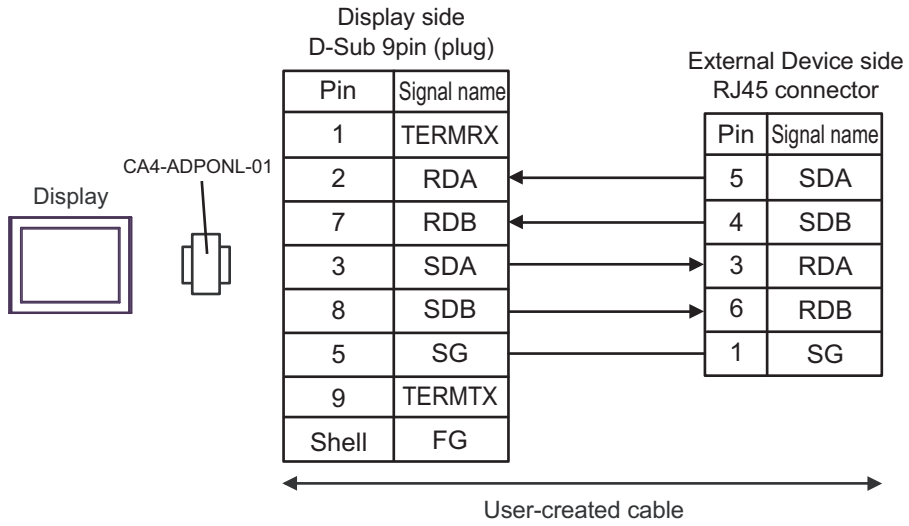 Display side
D-Sub 9pin (plug)
External Device side
RJ45 connector
Pin Signal name
1 TERMRX
Pin Signal name
CA4-ADPONL-01
Display
2 RDA
5 SDA
7 RDB
4 SDB
3 SDA
3 RDA
8 SDB
6 RDB
5 SG
1 SG
9 TERMTX
Shell FG
User-created cable